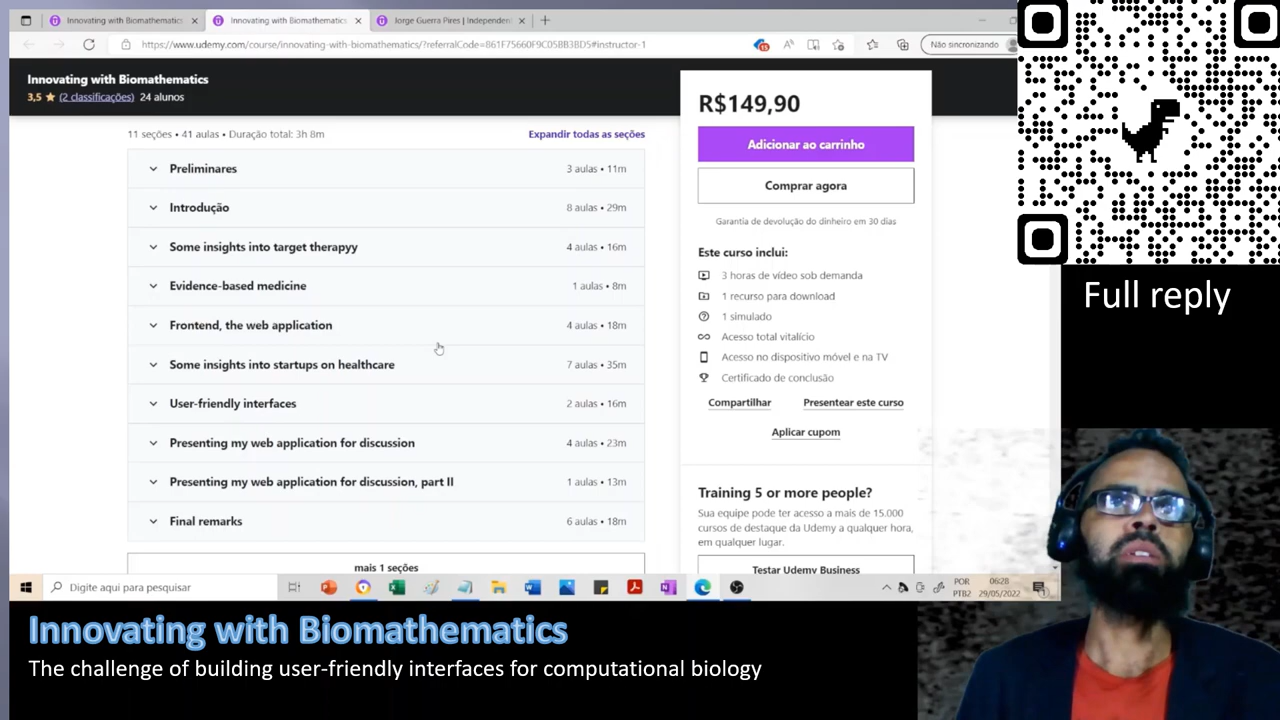 Innovating with Biomathematics
Innovating with Biomathematics
Jorge Guerra Pires | Independen
https://www.udemy.com/course/innovating-with-biomathematics/?referralCode=861F75660F9C05BB3BD5#instructor-1
Não sincronizando
Innovating with Biomathematics
3,5 ★ (2 classificações) 24 alunos
11 seções • 41 aulas • Duração total: 3h 8m
Expandir todas as seções
Preliminares 3 aulas • 11m
Introdução 8 aulas • 29m
Some insights into target therapyy 4 aulas • 16m
Evidence-based medicine 1 aulas • 8m
Frontend, the web application 4 aulas • 18m
Some insights into startups on healthcare 7 aulas • 35m
User-friendly interfaces 2 aulas • 16m
Presenting my web application for discussion 4 aulas • 23m
Presenting my web application for discussion, part II 1 aulas • 13m
Final remarks 6 aulas • 18m
mais 1 seções
R$149,90
Adicionar ao carrinho
Comprar agora
Garantia de devolução do dinheiro em 30 dias
Este curso inclui:
3 horas de vídeo sob demanda
1 recurso para download
1 simulado
Acesso total vitalício
Acesso no dispositivo móvel e na TV
Certificado de conclusão
Compartilhar Presentear este curso
Aplicar cupom
Training 5 or more people?
Sua equipe pode ter acesso a mais de 15.000
cursos de destaque da Udemy a qualquer hora,
em qualquer lugar.
Testar Udemy Business
Full reply
Digite aqui para pesquisar
POR
PTB2
06:28
29/05/2022
Innovating with Biomathematics
The challenge of building user-friendly interfaces for computational biology